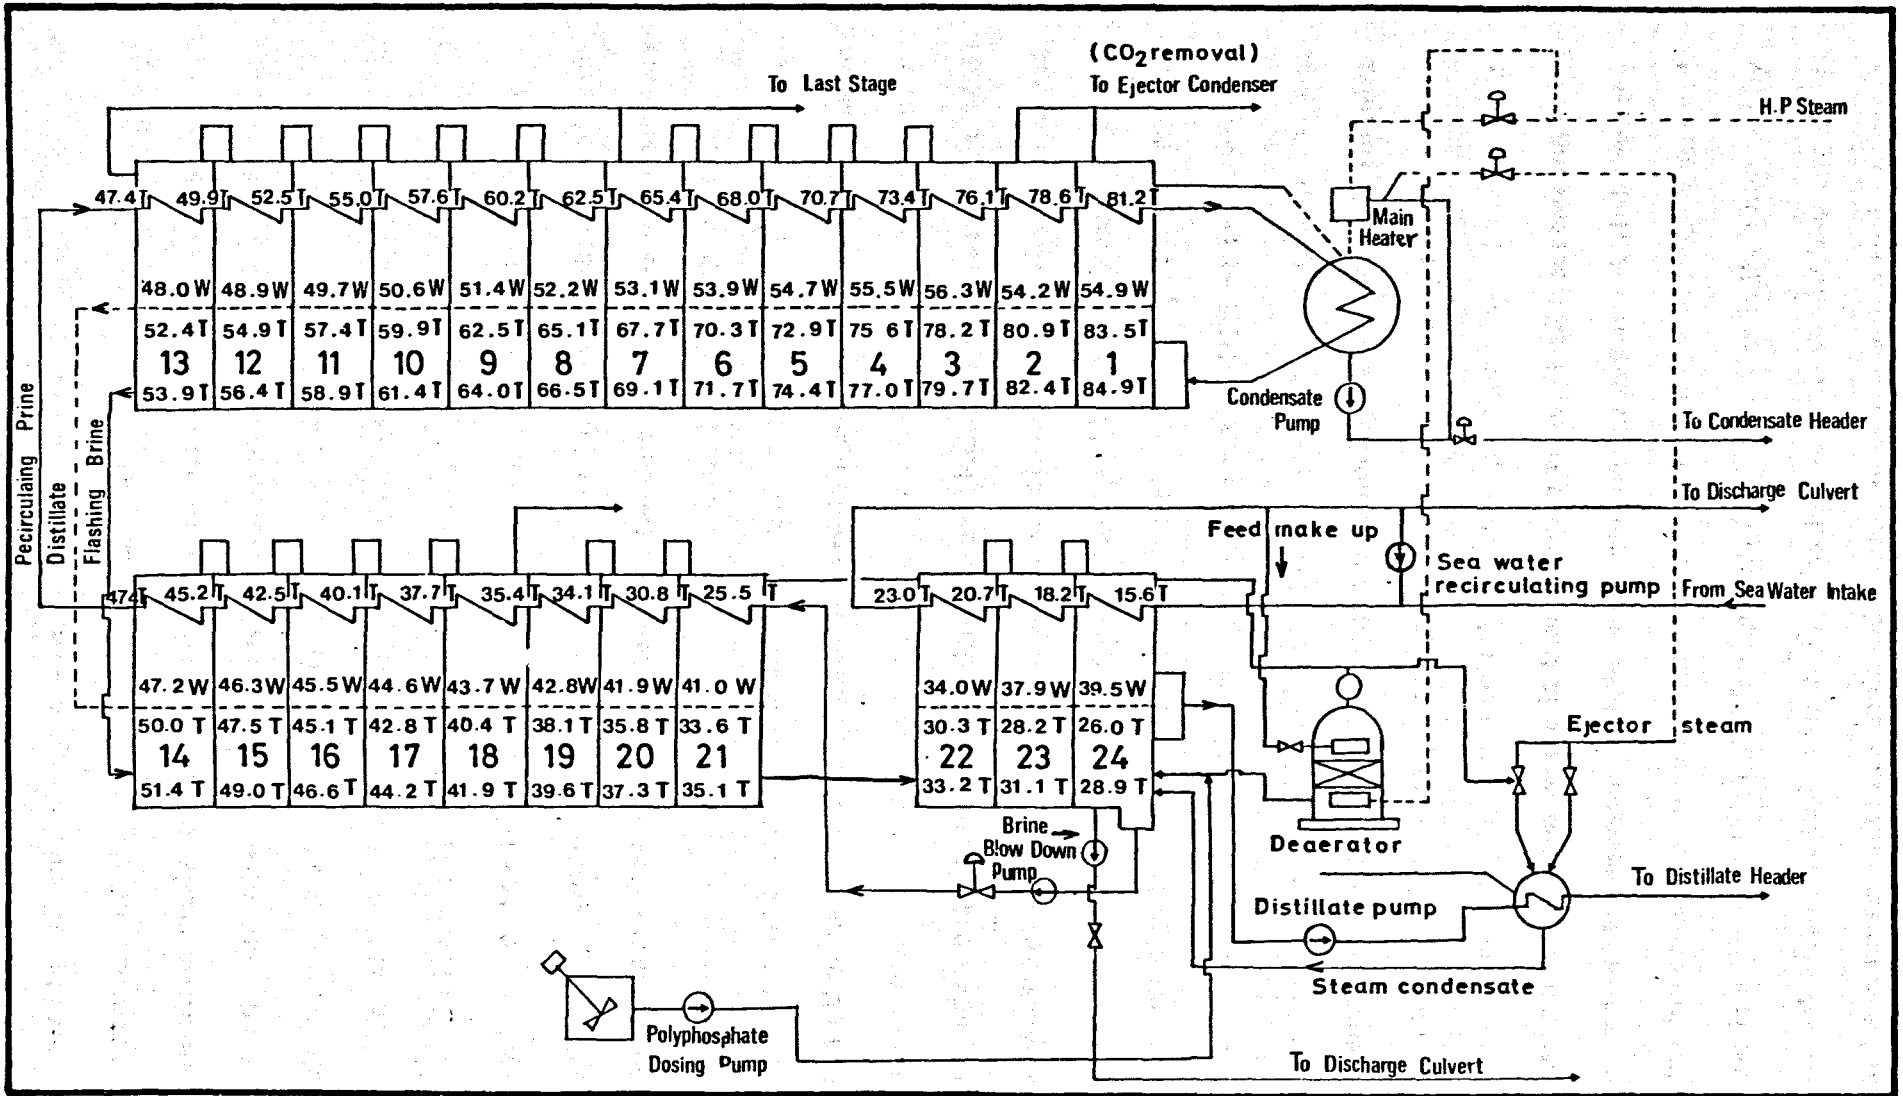 (CO2 removal)
To Last Stage
To Ejector Condenser
H.P Steam
47.4 T 49.9 T 52.5 T 55.0 T 57.6 T 60.2 T 62.5 T 65.4 T 68.0 T 70.7 T 73.4 T 76.1 T 78.6 T 81.2 T
Main
Heater
48.0 W 48.9 W 49.7 W 50.6 W 51.4 W 52.2 W 53.1 W 53.9 W 54.7 W 55.5 W 56.3 W 54.2 W 54.9 W
52.4 T 54.9 T 57.4 T 59.9 T 62.5 T 65.1 T 67.7 T 70.3 T 72.9 T 75 6 T 78.2 T 80.9 T 83.5 T
13 12 11 10 9 8 7 6 5 4 3 2 1
53.9 T 56.4 T 58.9 T 61.4 T 64.0 T 66.5 T 69.1 T 71.7 T 74.4 T 77.0 T 79.7 T 82.4 T 84.9 T
Condensate
Pump
To Condensate Header
Pecirculaing Prine
Distillate
Flashing Brine
To Discharge Culvert
Feed make up
Sea water
recirculating pump
From Sea Water Intake
474 T 45.2 T 42.5 T 40.1 T 37.7 T 35.4 T 34.1 T 30.8 T 25.5 T
23.0 T 20.7 T 18.2 T 15.6 T
47.2 W 46.3 W 45.5 W 44.6 W 43.7 W 42.8 W 41.9 W 41.0 W
34.0 W 37.9 W 39.5 W
50.0 T 47.5 T 45.1 T 42.8 T 40.4 T 38.1 T 35.8 T 33.6 T
30.3 T 28.2 T 26.0 T
14 15 16 17 18 19 20 21
22 23 24
51.4 T 49.0 T 46.6 T 44.2 T 41.9 T 39.6 T 37.3 T 35.1 T
33.2 T 31.1 T 28.9 T
Ejector steam
Brine
Blow Down
Pump
Deaerator
To Distillate Header
Distillate pump
Steam condensate
Polyphosphate
Dosing Pump
To Discharge Culvert